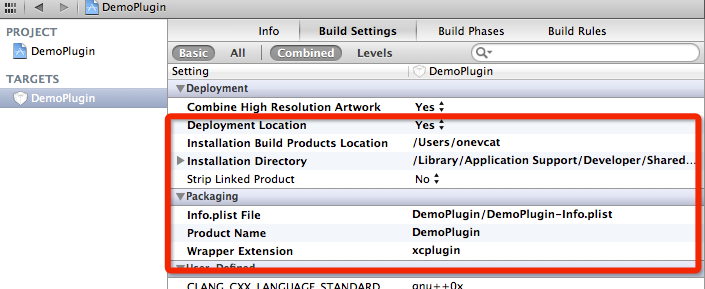 DemoPlugin
PROJECT
DemoPlugin
TARGETS
DemoPlugin
Info Build Settings Build Phases Build Rules
Basic All Combined Levels
Setting DemoPlugin
Deployment
Combine High Resolution Artwork Yes
Deployment Location Yes
Installation Build Products Location /Users/onevcat
Installation Directory /Library/Application Support/Developer/Shared...
Strip Linked Product No
Packaging
Info.plist File DemoPlugin/DemoPlugin-Info.plist
Product Name DemoPlugin
Wrapper Extension xcplugin
User-Defined
CLANG_CXX_LANGUAGE_STANDARD gnu++0x